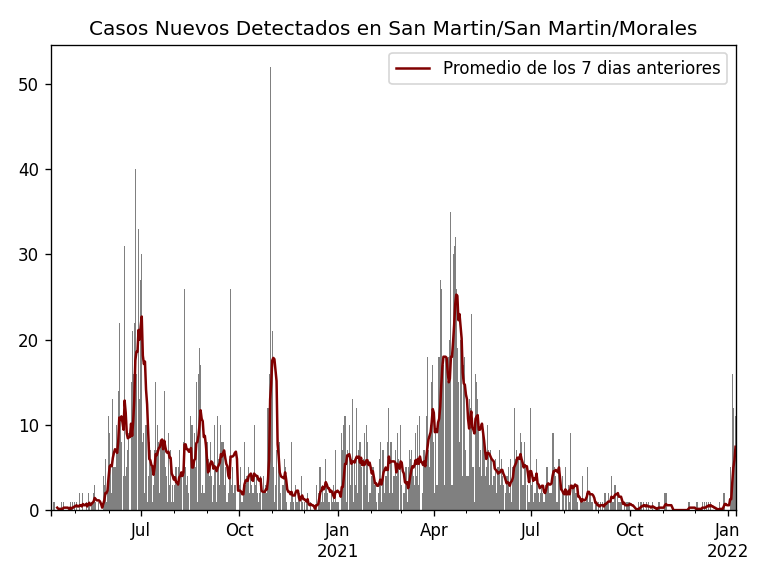 Casos Nuevos Detectados en San Martin/San Martin/Morales
Promedio de los 7 dias anteriores
50
40
30
20
10
0
Jul Oct Jan Apr Jul Oct Jan
2021 2022